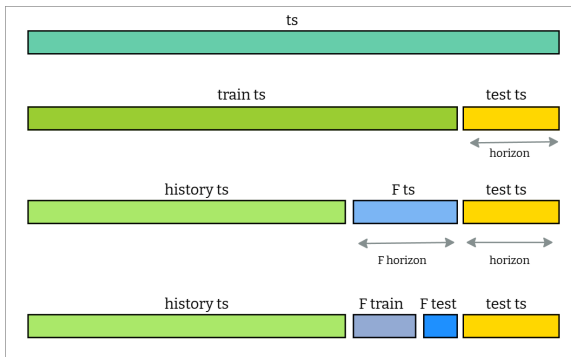 ts
train ts
test ts
horizon
history ts
F ts
test ts
F horizon
horizon
history ts
F train
F test
test ts